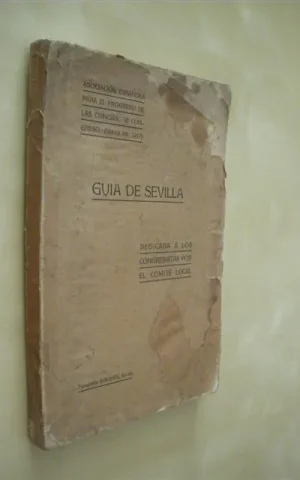 ASOCIACIÓN ESPAÑOLA
PARA EL PROGRESO DE
LAS CIENCIAS.
GUIA DE SEVILLA
DEDICADA Á LOS
CONGRESISTAS POR
EL COMITÉ LOCAL